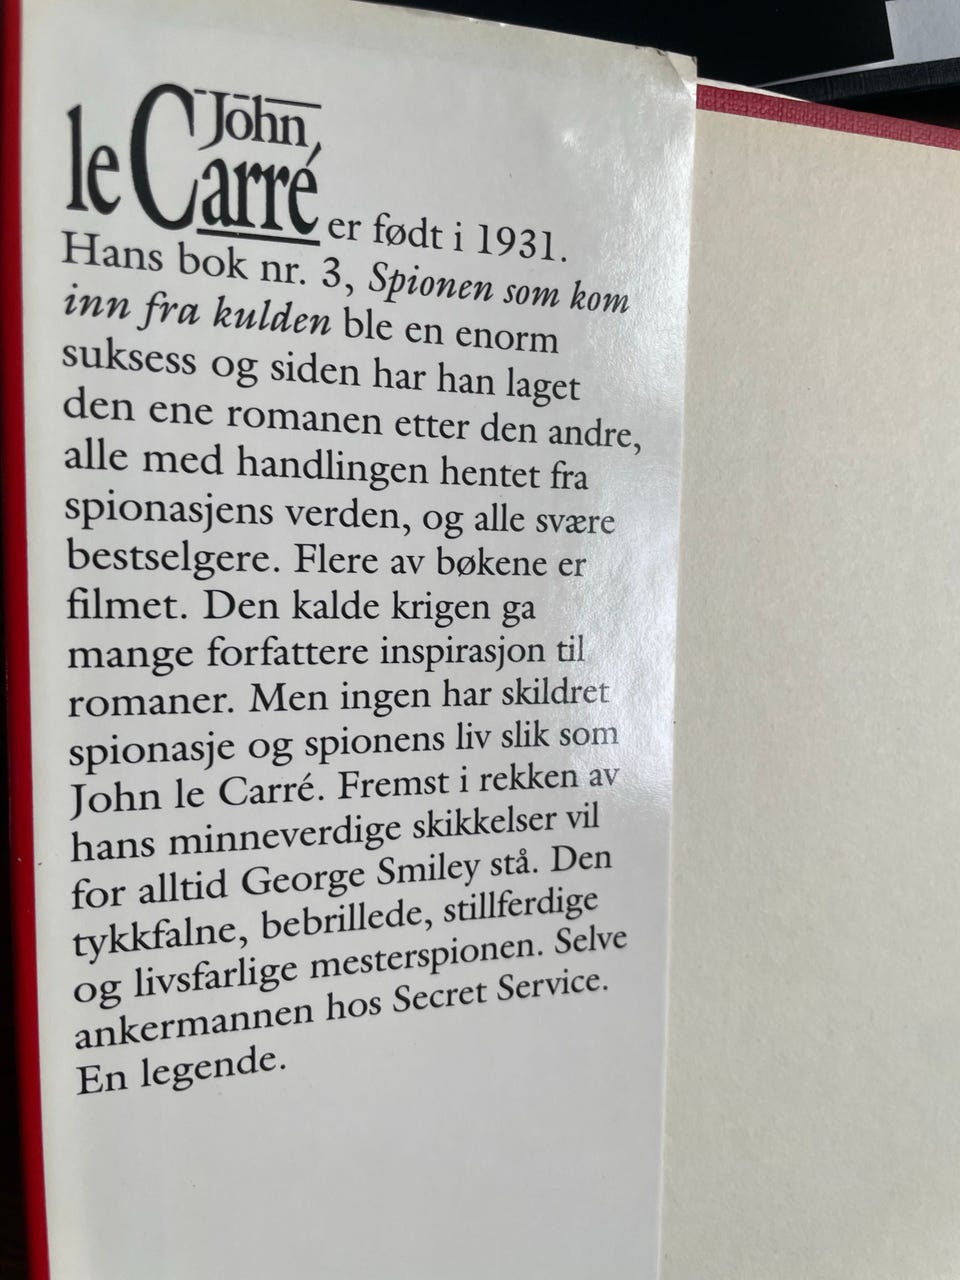 John
le Carré er født i 1931.
Hans bok nr. 3, Spionen som kom
inn fra kulden ble en enorm
suksess og siden har han laget
den ene romanen etter den andre,
alle med handlingen hentet fra
spionasjens verden, og alle svære
bestselgere. Flere av bøkene er
filmet. Den kalde krigen ga
mange forfattere inspirasjon til
romaner. Men ingen har skildret
spionasje og spionens liv slik som
John le Carré. Fremst i rekken av
hans minneverdige skikkelser vil
for alltid George Smiley stå. Den
tykkfalne, bebrillede, stillferdige
og livsfarlige mesterspionen. Selve
ankermannen hos Secret Service.
En legende.